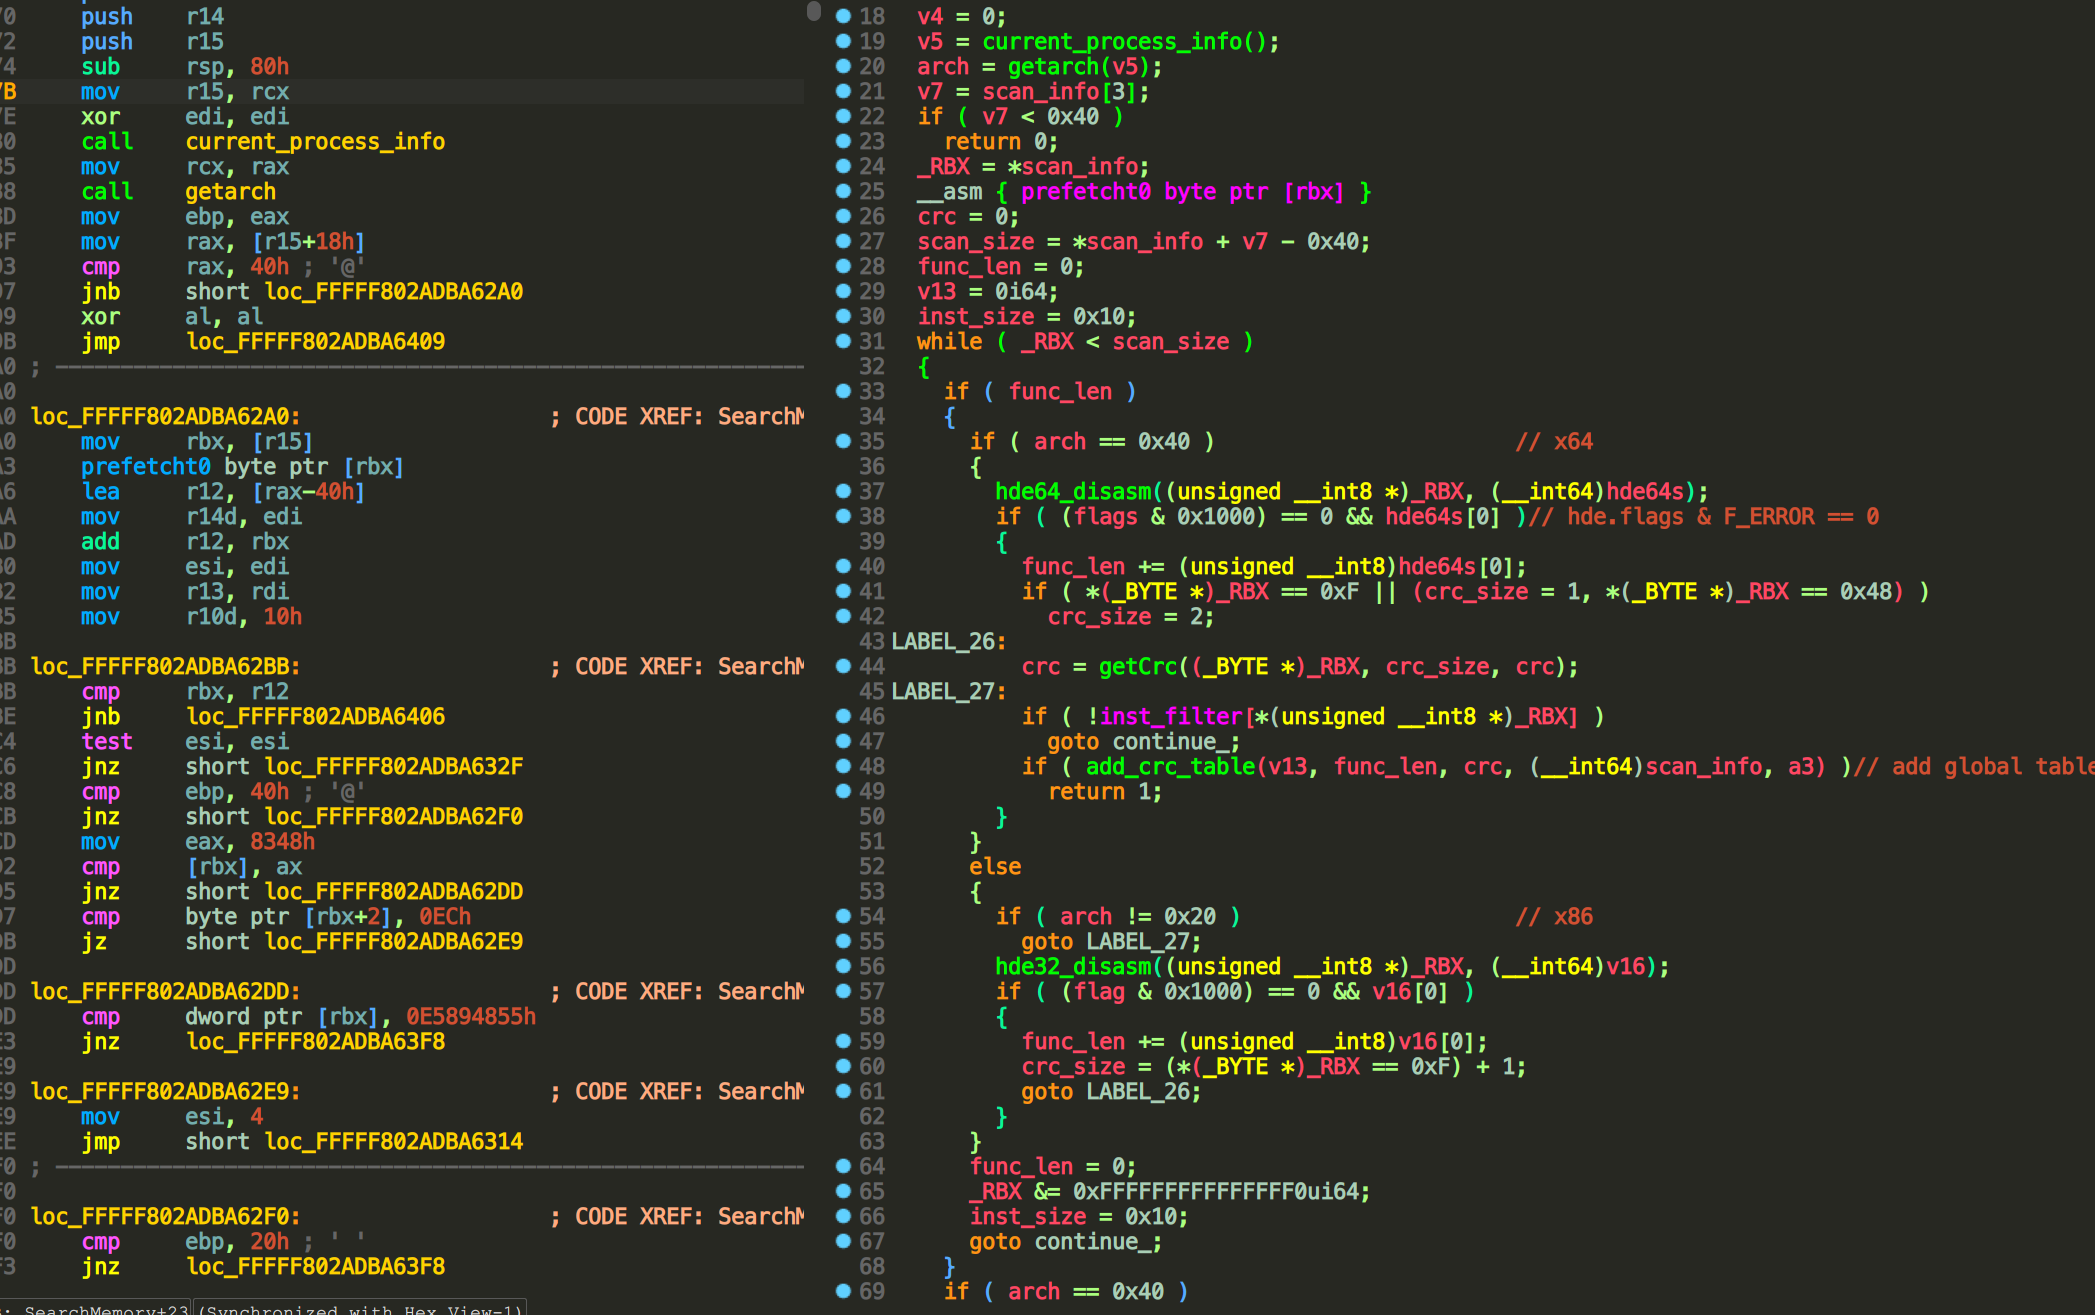 70 push r14
72 push r15
74 sub rsp, 80h
7B mov r15, rcx
7E xor edi, edi
80 call current_process_info
85 mov rcx, rax
88 call getarch
8D mov ebp, eax
8F mov rax, [r15+18h]
93 cmp rax, 40h ; '@'
97 jnb short loc_FFFFF802ADBA62A0
99 xor al, al
9B jmp loc_FFFFF802ADBA6409
A0 ; ----------------------------------------------------------
A0
A0 loc_FFFFF802ADBA62A0: ; CODE XREF: SearchM
A0 mov rbx, [r15]
A3 prefetcht0 byte ptr [rbx]
A6 lea r12, [rax-40h]
AA mov r14d, edi
AD add r12, rbx
B0 mov esi, edi
B2 mov r13, rdi
B5 mov r10d, 10h
BB
BB loc_FFFFF802ADBA62BB: ; CODE XREF: SearchM
BB cmp rbx, r12
BE jnb loc_FFFFF802ADBA6406
C4 test esi, esi
C6 jnz short loc_FFFFF802ADBA632F
C8 cmp ebp, 40h ; '@'
CB jnz short loc_FFFFF802ADBA62F0
CD mov eax, 8348h
D2 cmp [rbx], ax
D5 jnz short loc_FFFFF802ADBA62DD
D7 cmp byte ptr [rbx+2], 0ECh
DB jz short loc_FFFFF802ADBA62E9
DD
DD loc_FFFFF802ADBA62DD: ; CODE XREF: SearchM
DD cmp dword ptr [rbx], 0E5894855h
E3 jnz loc_FFFFF802ADBA63F8
E9
E9 loc_FFFFF802ADBA62E9: ; CODE XREF: SearchM
E9 mov esi, 4
EE jmp short loc_FFFFF802ADBA6314
F0 ; ----------------------------------------------------------
F0
F0 loc_FFFFF802ADBA62F0: ; CODE XREF: SearchM
F0 cmp ebp, 20h ; ' '
F3 jnz loc_FFFFF802ADBA63F8
: SearchMemory+23 (Synchronized with Hex View-1)
18 v4 = 0;
19 v5 = current_process_info();
20 arch = getarch(v5);
21 v7 = scan_info[3];
22 if ( v7 < 0x40 )
23 return 0;
24 _RBX = *scan_info;
25 __asm { prefetcht0 byte ptr [rbx] }
26 crc = 0;
27 scan_size = *scan_info + v7 - 0x40;
28 func_len = 0;
29 v13 = 0i64;
30 inst_size = 0x10;
31 while ( _RBX < scan_size )
32 {
33 if ( func_len )
34 {
35 if ( arch == 0x40 ) // x64
36 {
37 hde64_disasm((unsigned __int8 *)_RBX, (__int64)hde64s);
38 if ( (flags & 0x1000) == 0 && hde64s[0] )// hde.flags & F_ERROR == 0
39 {
40 func_len += (unsigned __int8)hde64s[0];
41 if ( *(_BYTE *)_RBX == 0xF || (crc_size = 1, *(_BYTE *)_RBX == 0x48) )
42 crc_size = 2;
43 LABEL_26:
44 crc = getCrc((_BYTE *)_RBX, crc_size, crc);
45 LABEL_27:
46 if ( !inst_filter[*(unsigned __int8 *)_RBX] )
47 goto continue_;
48 if ( add_crc_table(v13, func_len, crc, (__int64)scan_info, a3) )// add global table
49 return 1;
50 }
51 }
52 else
53 {
54 if ( arch != 0x20 ) // x86
55 goto LABEL_27;
56 hde32_disasm((unsigned __int8 *)_RBX, (__int64)v16);
57 if ( (flag & 0x1000) == 0 && v16[0] )
58 {
59 func_len += (unsigned __int8)v16[0];
60 crc_size = (*(_BYTE *)_RBX == 0xF) + 1;
61 goto LABEL_26;
62 }
63 }
64 func_len = 0;
65 _RBX &= 0xFFFFFFFFFFFFFFF0ui64;
66 inst_size = 0x10;
67 goto continue_;
68 }
69 if ( arch == 0x40 )